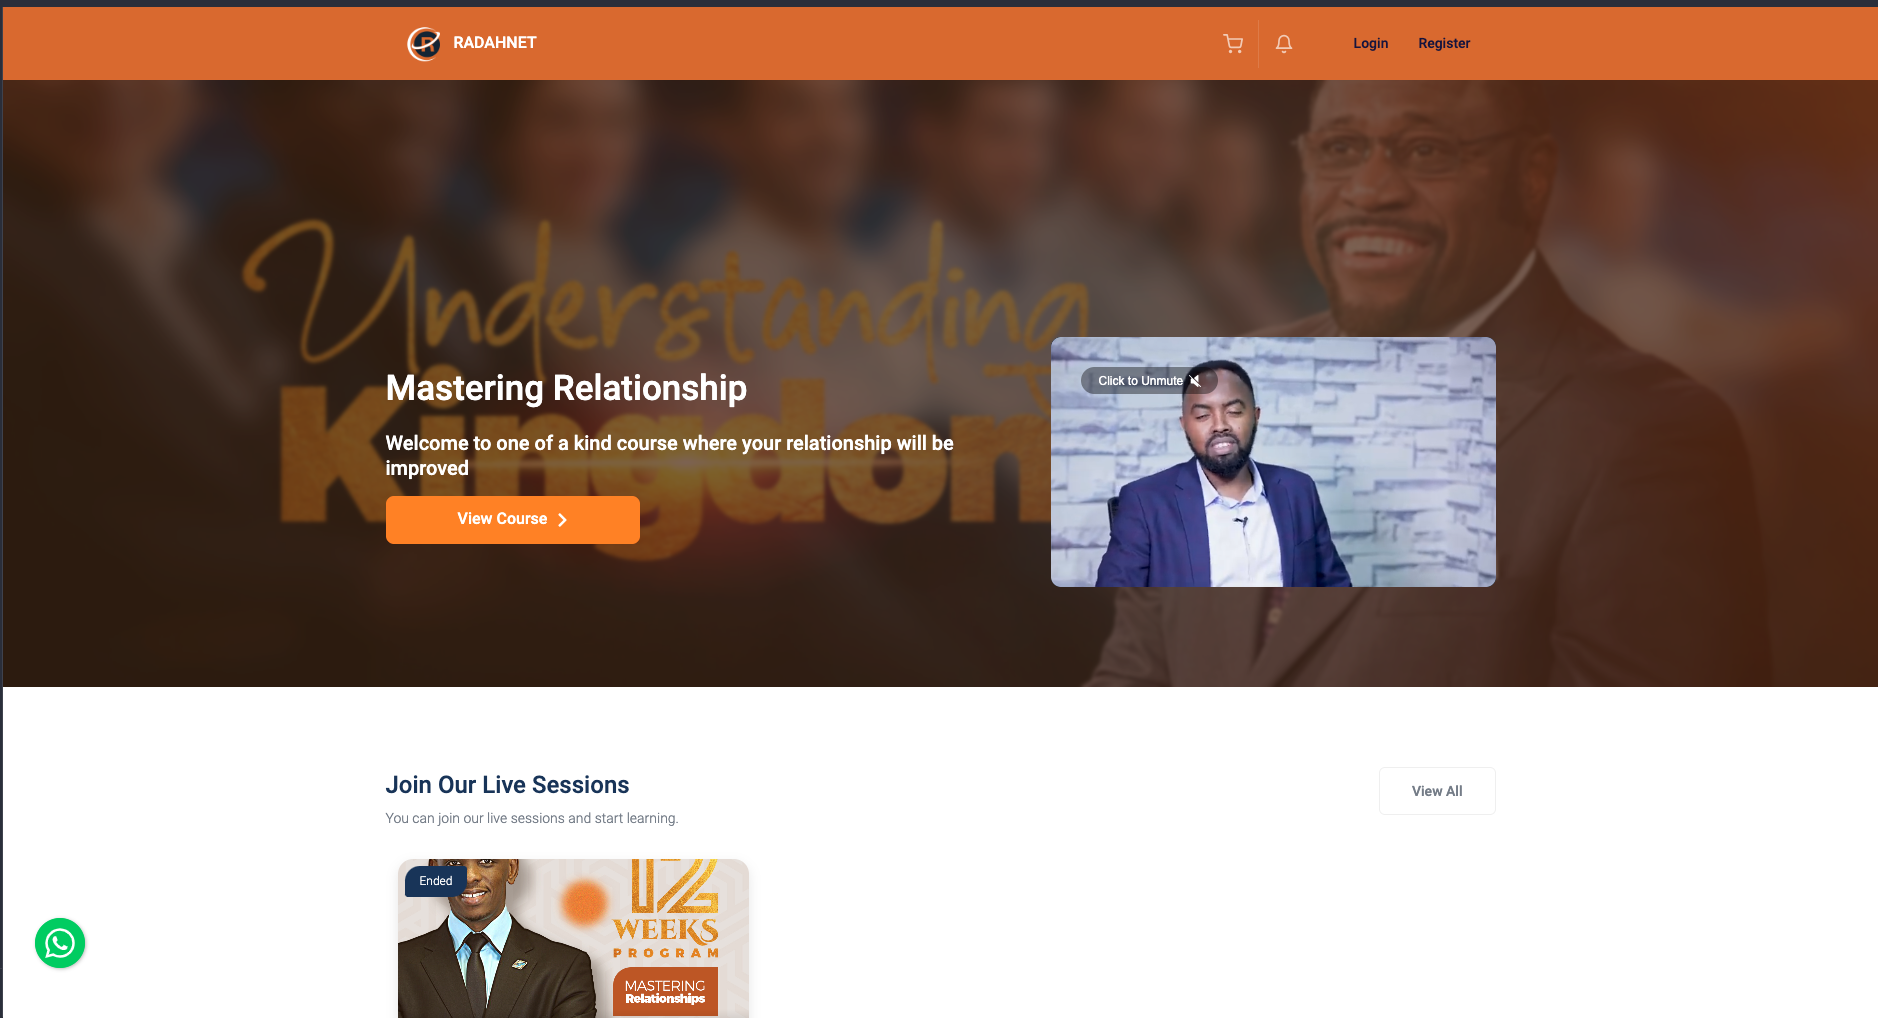 RADAHNET
Login
Register
Understanding
Kingdom
Mastering Relationship
Welcome to one of a kind course where your relationship will be
improved
View Course
Click to Unmute
Join Our Live Sessions
You can join our live sessions and start learning.
View All
Ended
12
WEEKS
PROGRAM
MASTERING
Relationships